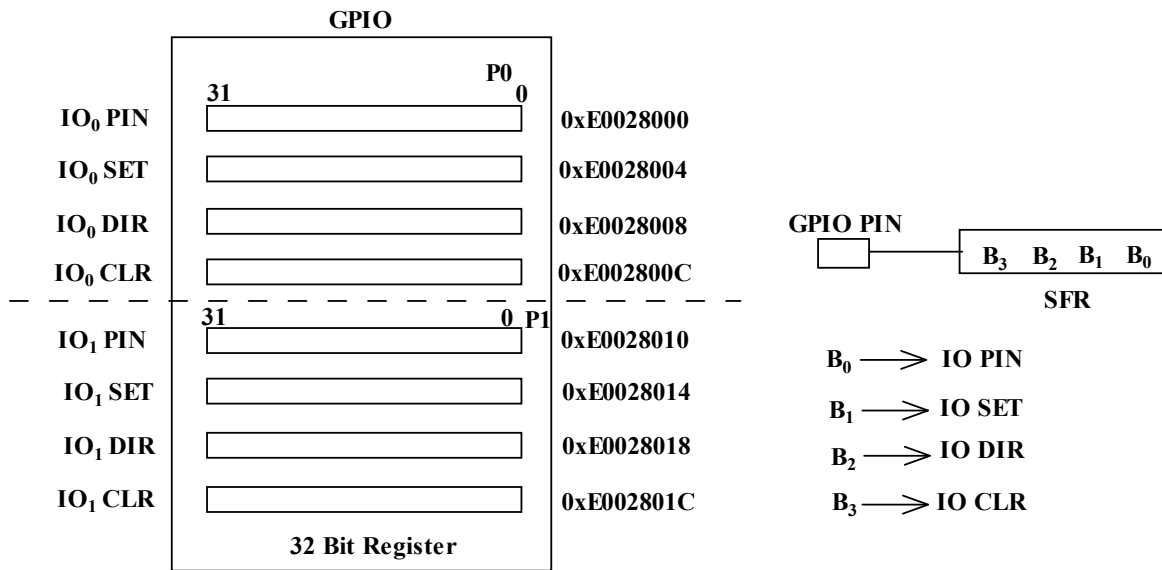 GPIO
P0
31 0
IO₀ PIN 0xE0028000
IO₀ SET 0xE0028004
IO₀ DIR 0xE0028008
IO₀ CLR 0xE002800C
31 0 P1
IO₁ PIN 0xE0028010
IO₁ SET 0xE0028014
IO₁ DIR 0xE0028018
IO₁ CLR 0xE002801C
32 Bit Register
GPIO PIN
B₃ B₂ B₁ B₀
SFR
B₀ → IO PIN
B₁ → IO SET
B₂ → IO DIR
B₃ → IO CLR